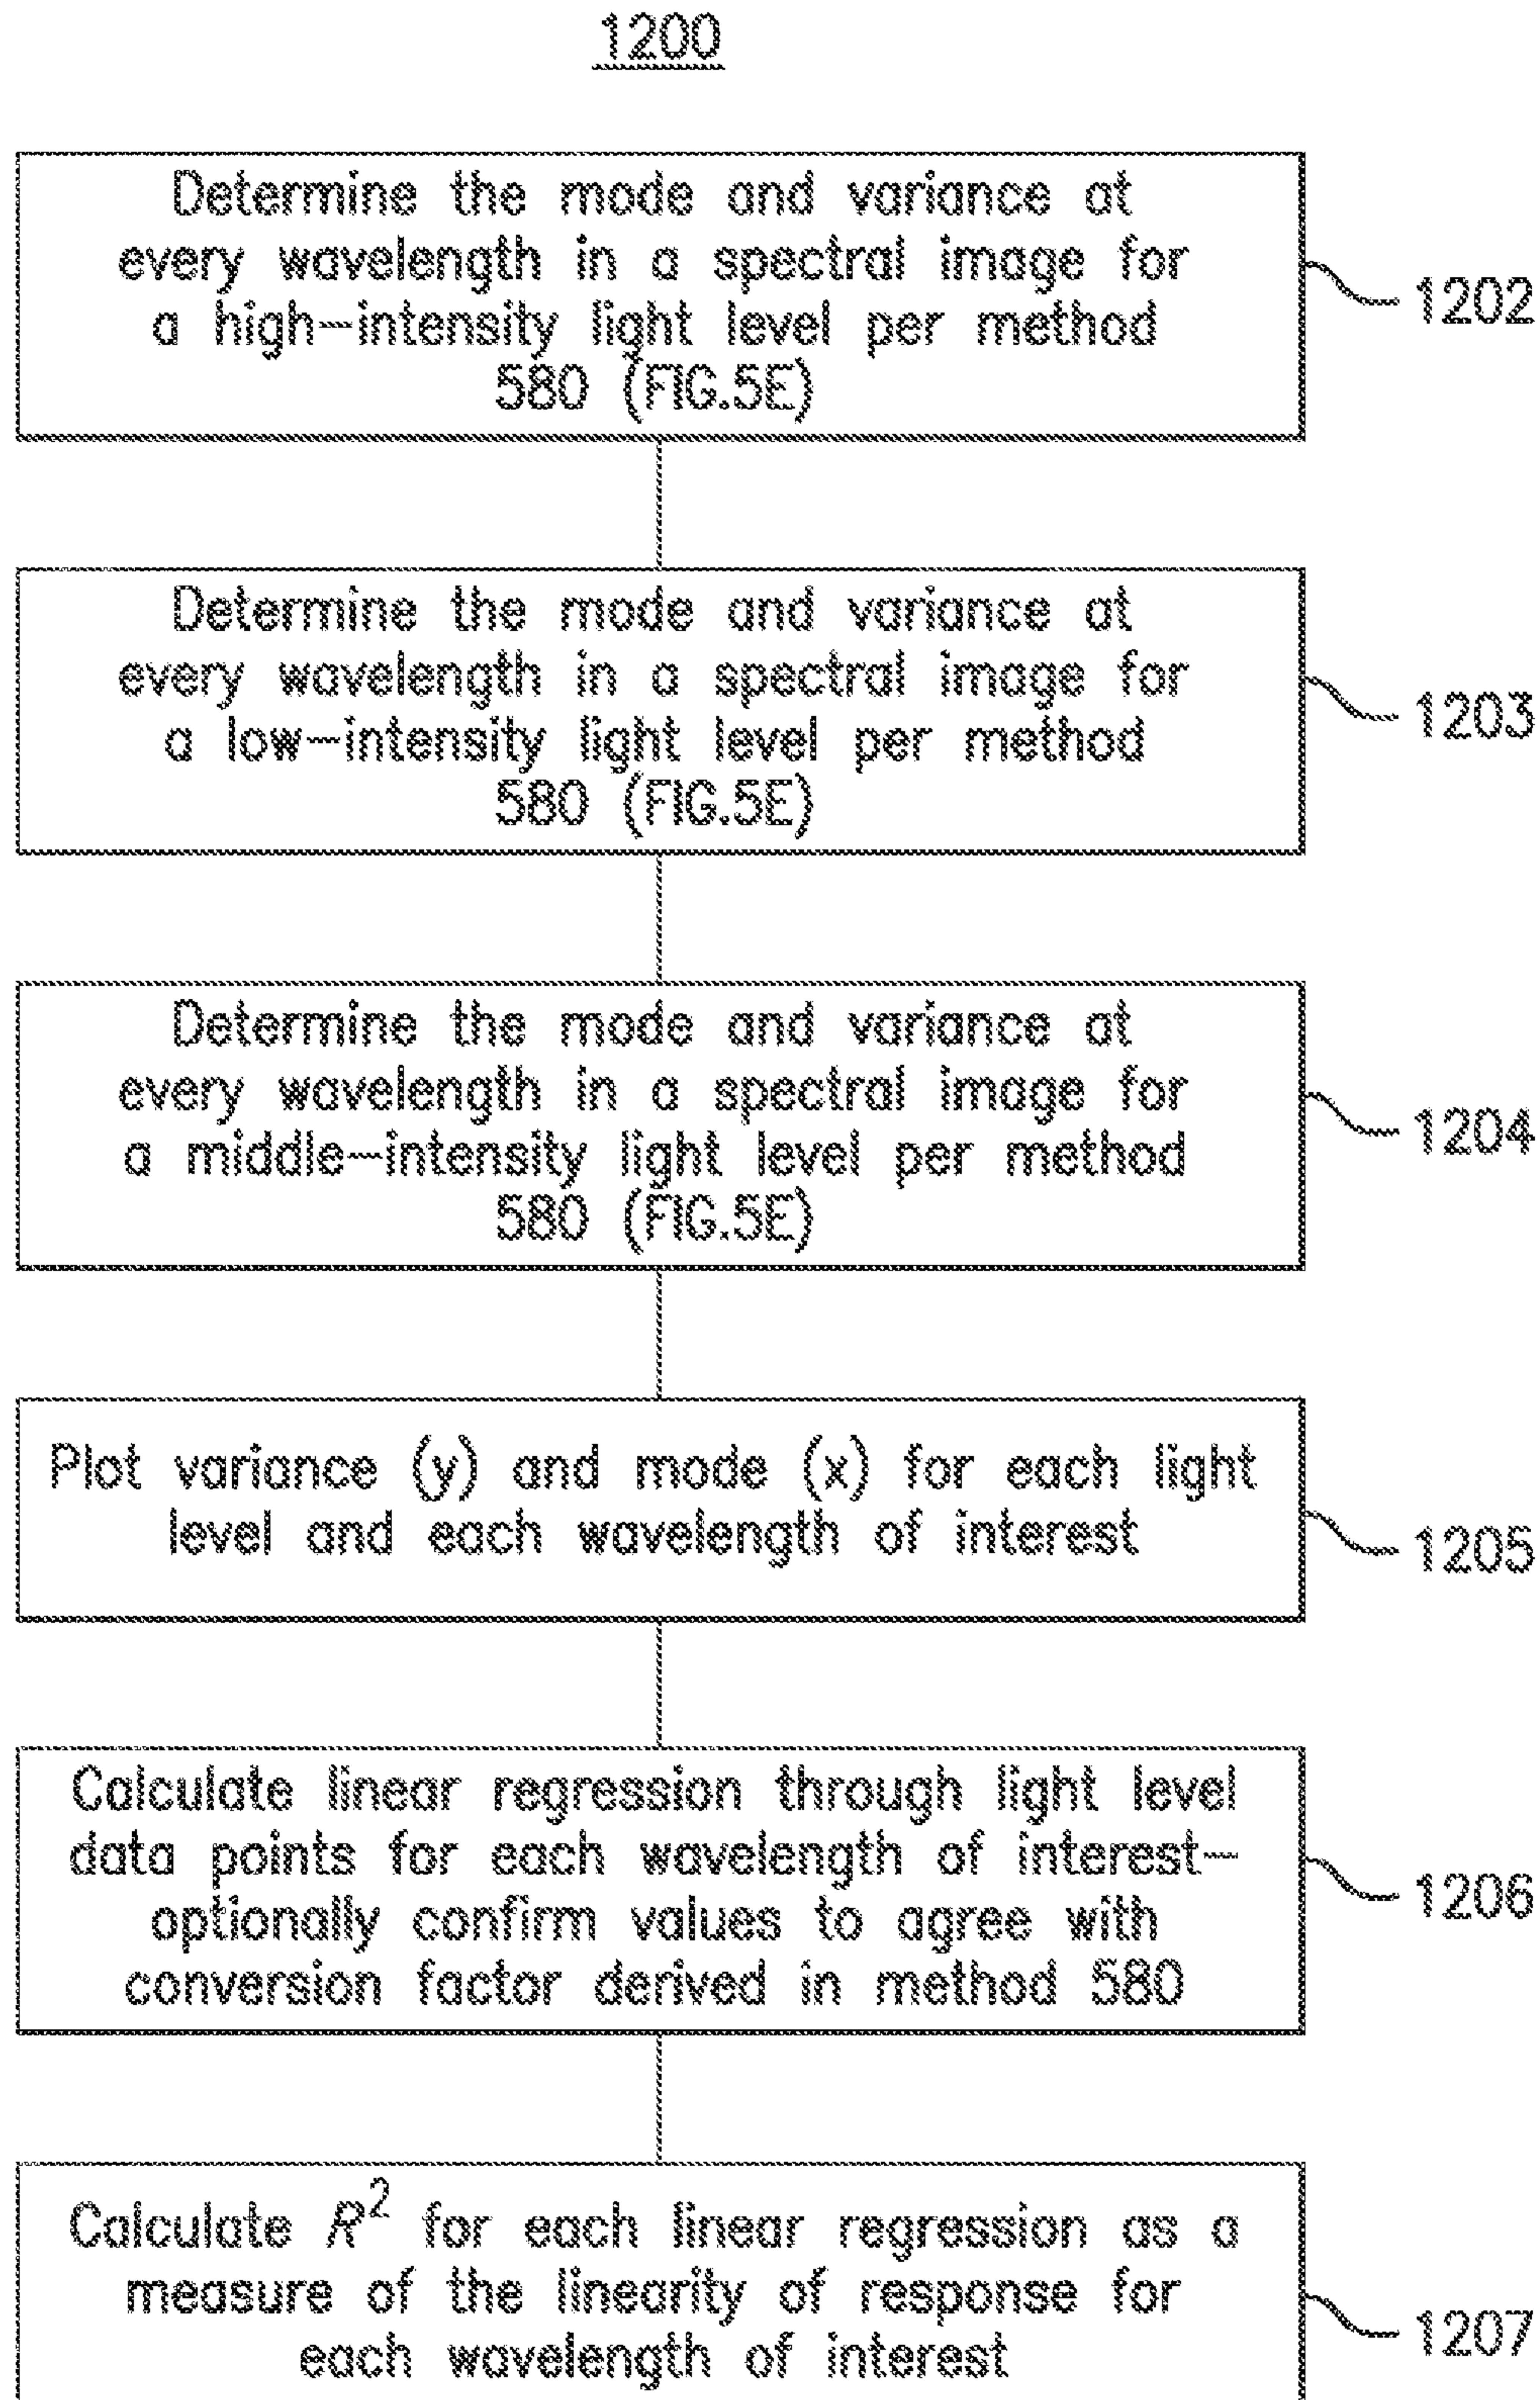 1200
Determine the mode and variance at
every wavelength in a spectral image for
a high-intensity light level per method
580 (FIG.5E)
1202
Determine the mode and variance at
every wavelength in a spectral image for
a low-intensity light level per method
580 (FIG.5E)
1203
Determine the mode and variance at
every wavelength in a spectral image for
a middle-intensity light level per method
580 (FIG.5E)
1204
Plot variance (y) and mode (x) for each light
level and each wavelength of interest
1205
Calculate linear regression through light level
data points for each wavelength of interest-
optionally confirm values to agree with
conversion factor derived in method 580
1206
Calculate R² for each linear regression as a
measure of the linearity of response for
each wavelength of interest
1207